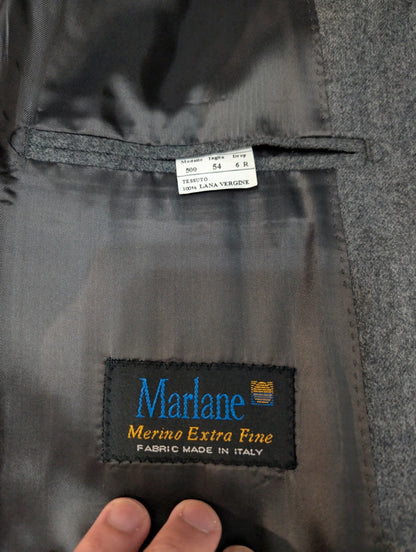 Modello Taglia Drop
500 54 6 R
TESSUTO
100% LANA VERGINE
Marlane
Merino Extra Fine
FABRIC MADE IN ITALY